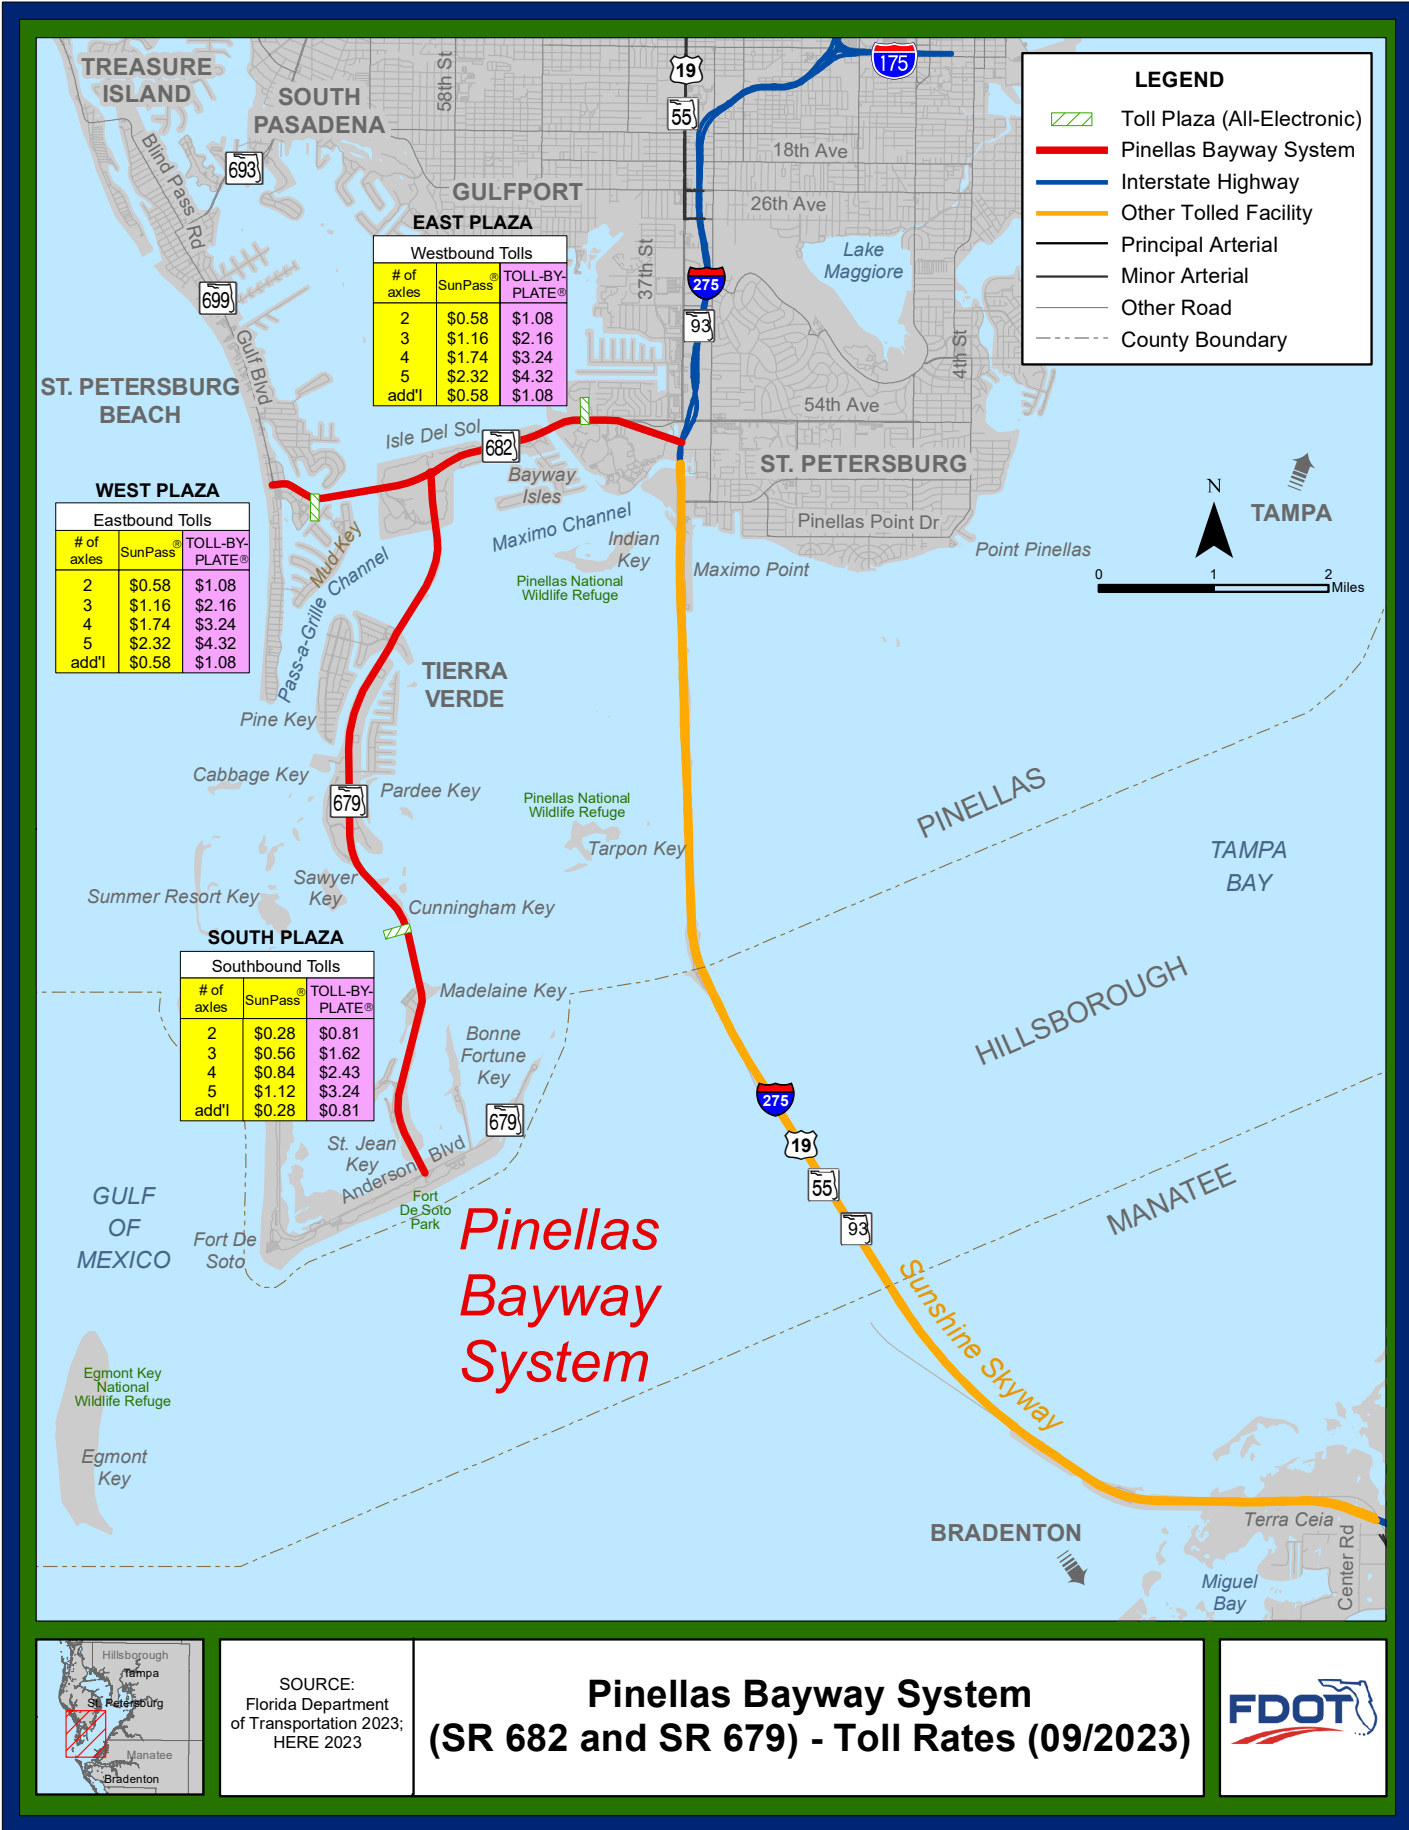 TREASURE
ISLAND
SOUTH
PASADENA
58th St
19
55
175
LEGEND
Toll Plaza (All-Electronic)
Pinellas Bayway System
Interstate Highway
Other Tolled Facility
Principal Arterial
Minor Arterial
Other Road
County Boundary
Blind Pass Rd
693
18th Ave
GULFPORT
26th Ave
EAST PLAZA
Westbound Tolls
# of axles SunPass® TOLL-BY-PLATE®
2 $0.58 $1.08
3 $1.16 $2.16
4 $1.74 $3.24
5 $2.32 $4.32
add'l $0.58 $1.08
37th St
Lake
Maggiore
275
93
699
Gulf Blvd
4th St
ST. PETERSBURG
BEACH
54th Ave
Isle Del Sol
682
ST. PETERSBURG
Bayway
Isles
WEST PLAZA
Eastbound Tolls
# of axles SunPass® TOLL-BY-PLATE®
2 $0.58 $1.08
3 $1.16 $2.16
4 $1.74 $3.24
5 $2.32 $4.32
add'l $0.58 $1.08
Mud Key
Pass-a-Grille Channel
Maximo Channel
Indian
Key
Pinellas National
Wildlife Refuge
Maximo Point
Pinellas Point Dr
Point Pinellas
N
TAMPA
0 1 2
Miles
TIERRA
VERDE
Pine Key
Cabbage Key
679
Pardee Key
Pinellas National
Wildlife Refuge
Tarpon Key
PINELLAS
TAMPA
BAY
Sawyer
Key
Summer Resort Key
Cunningham Key
SOUTH PLAZA
Southbound Tolls
# of axles SunPass® TOLL-BY-PLATE®
2 $0.28 $0.81
3 $0.56 $1.62
4 $0.84 $2.43
5 $1.12 $3.24
add'l $0.28 $0.81
Madelaine Key
Bonne
Fortune
Key
679
HILLSBOROUGH
275
19
55
93
St. Jean
Key
Anderson Blvd
Fort
De Soto
Park
MANATEE
GULF
OF
MEXICO
Fort De
Soto
Pinellas
Bayway
System
Sunshine Skyway
Egmont Key
National
Wildlife Refuge
Egmont
Key
BRADENTON
Terra Ceia
Center Rd
Miguel
Bay
Hillsborough
Tampa
St. Petersburg
Manatee
Bradenton
SOURCE:
Florida Department
of Transportation 2023;
HERE 2023
Pinellas Bayway System
(SR 682 and SR 679) - Toll Rates (09/2023)
FDOT